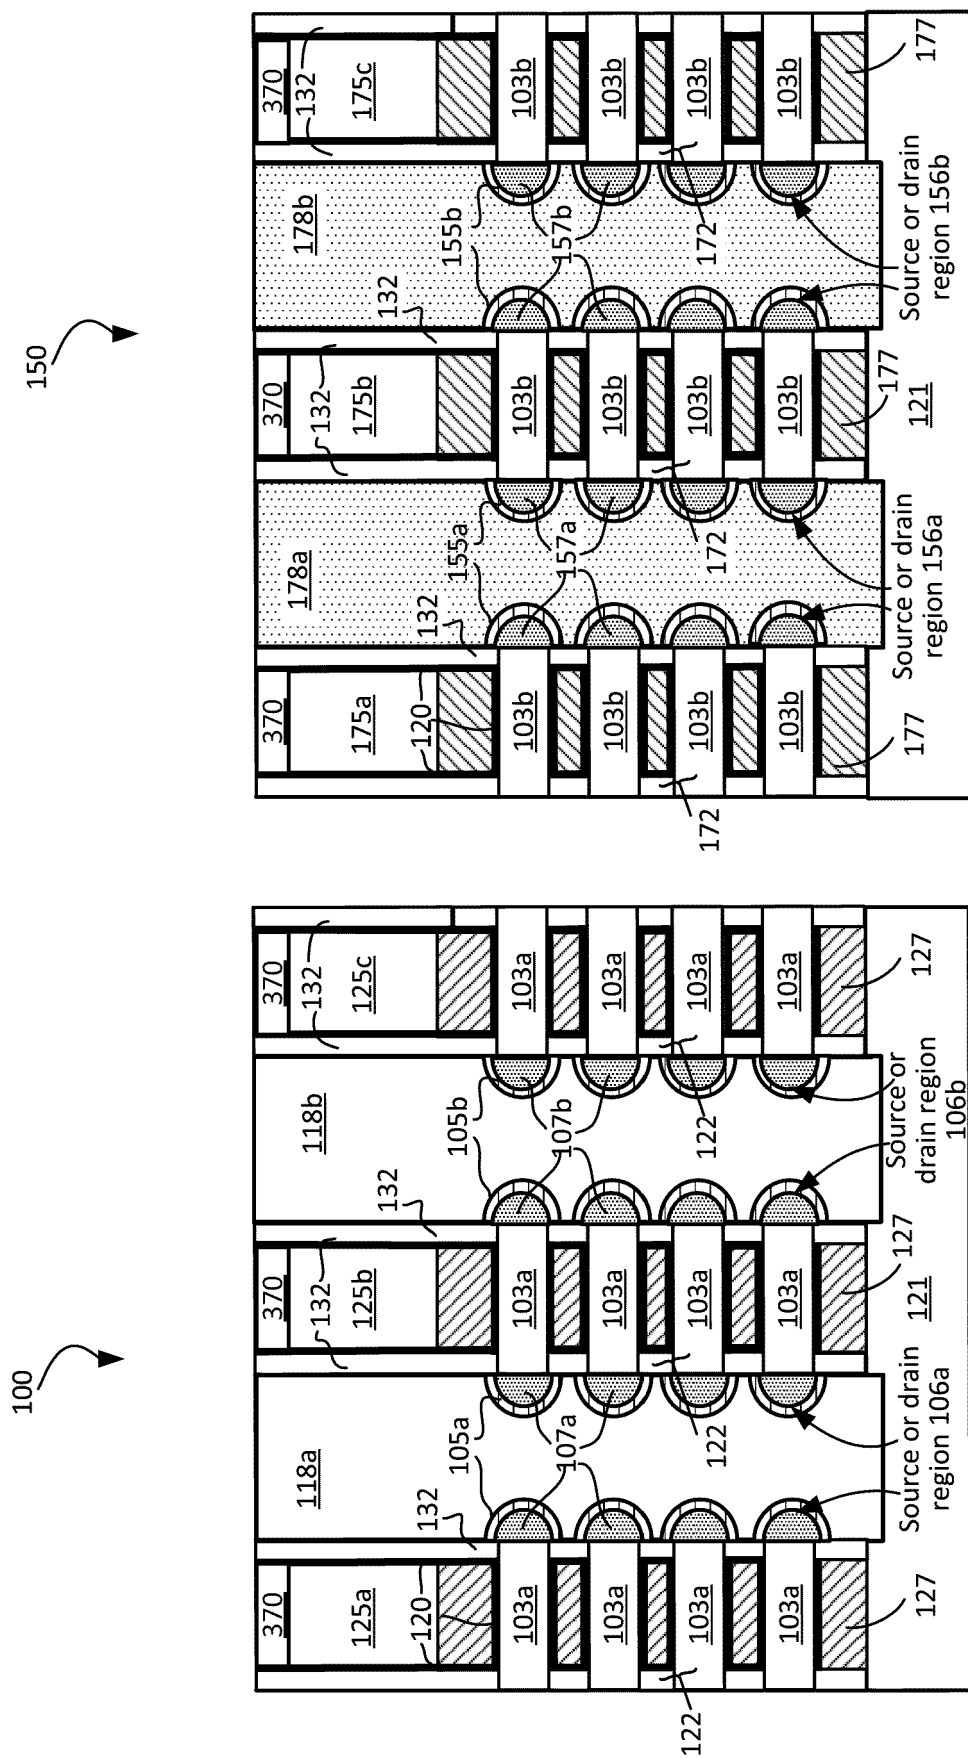 100
370
370
370
118a
132
118b
132
125a
125b
125c
132
132
120
105a
105b
103a
103a
103a
107a
107b
103a
103a
103a
103a
103a
103a
122
122
122
103a
103a
103a
Source or drain
region 106a
Source or
drain region
106b
127
121
127
127
150
370
370
370
178a
132
178b
132
175a
175b
175c
132
132
120
155a
155b
103b
103b
103b
157a
157b
103b
103b
103b
103b
103b
103b
172
172
172
103b
103b
103b
Source or drain
region 156a
Source or drain
region 156b
177
177
121
177